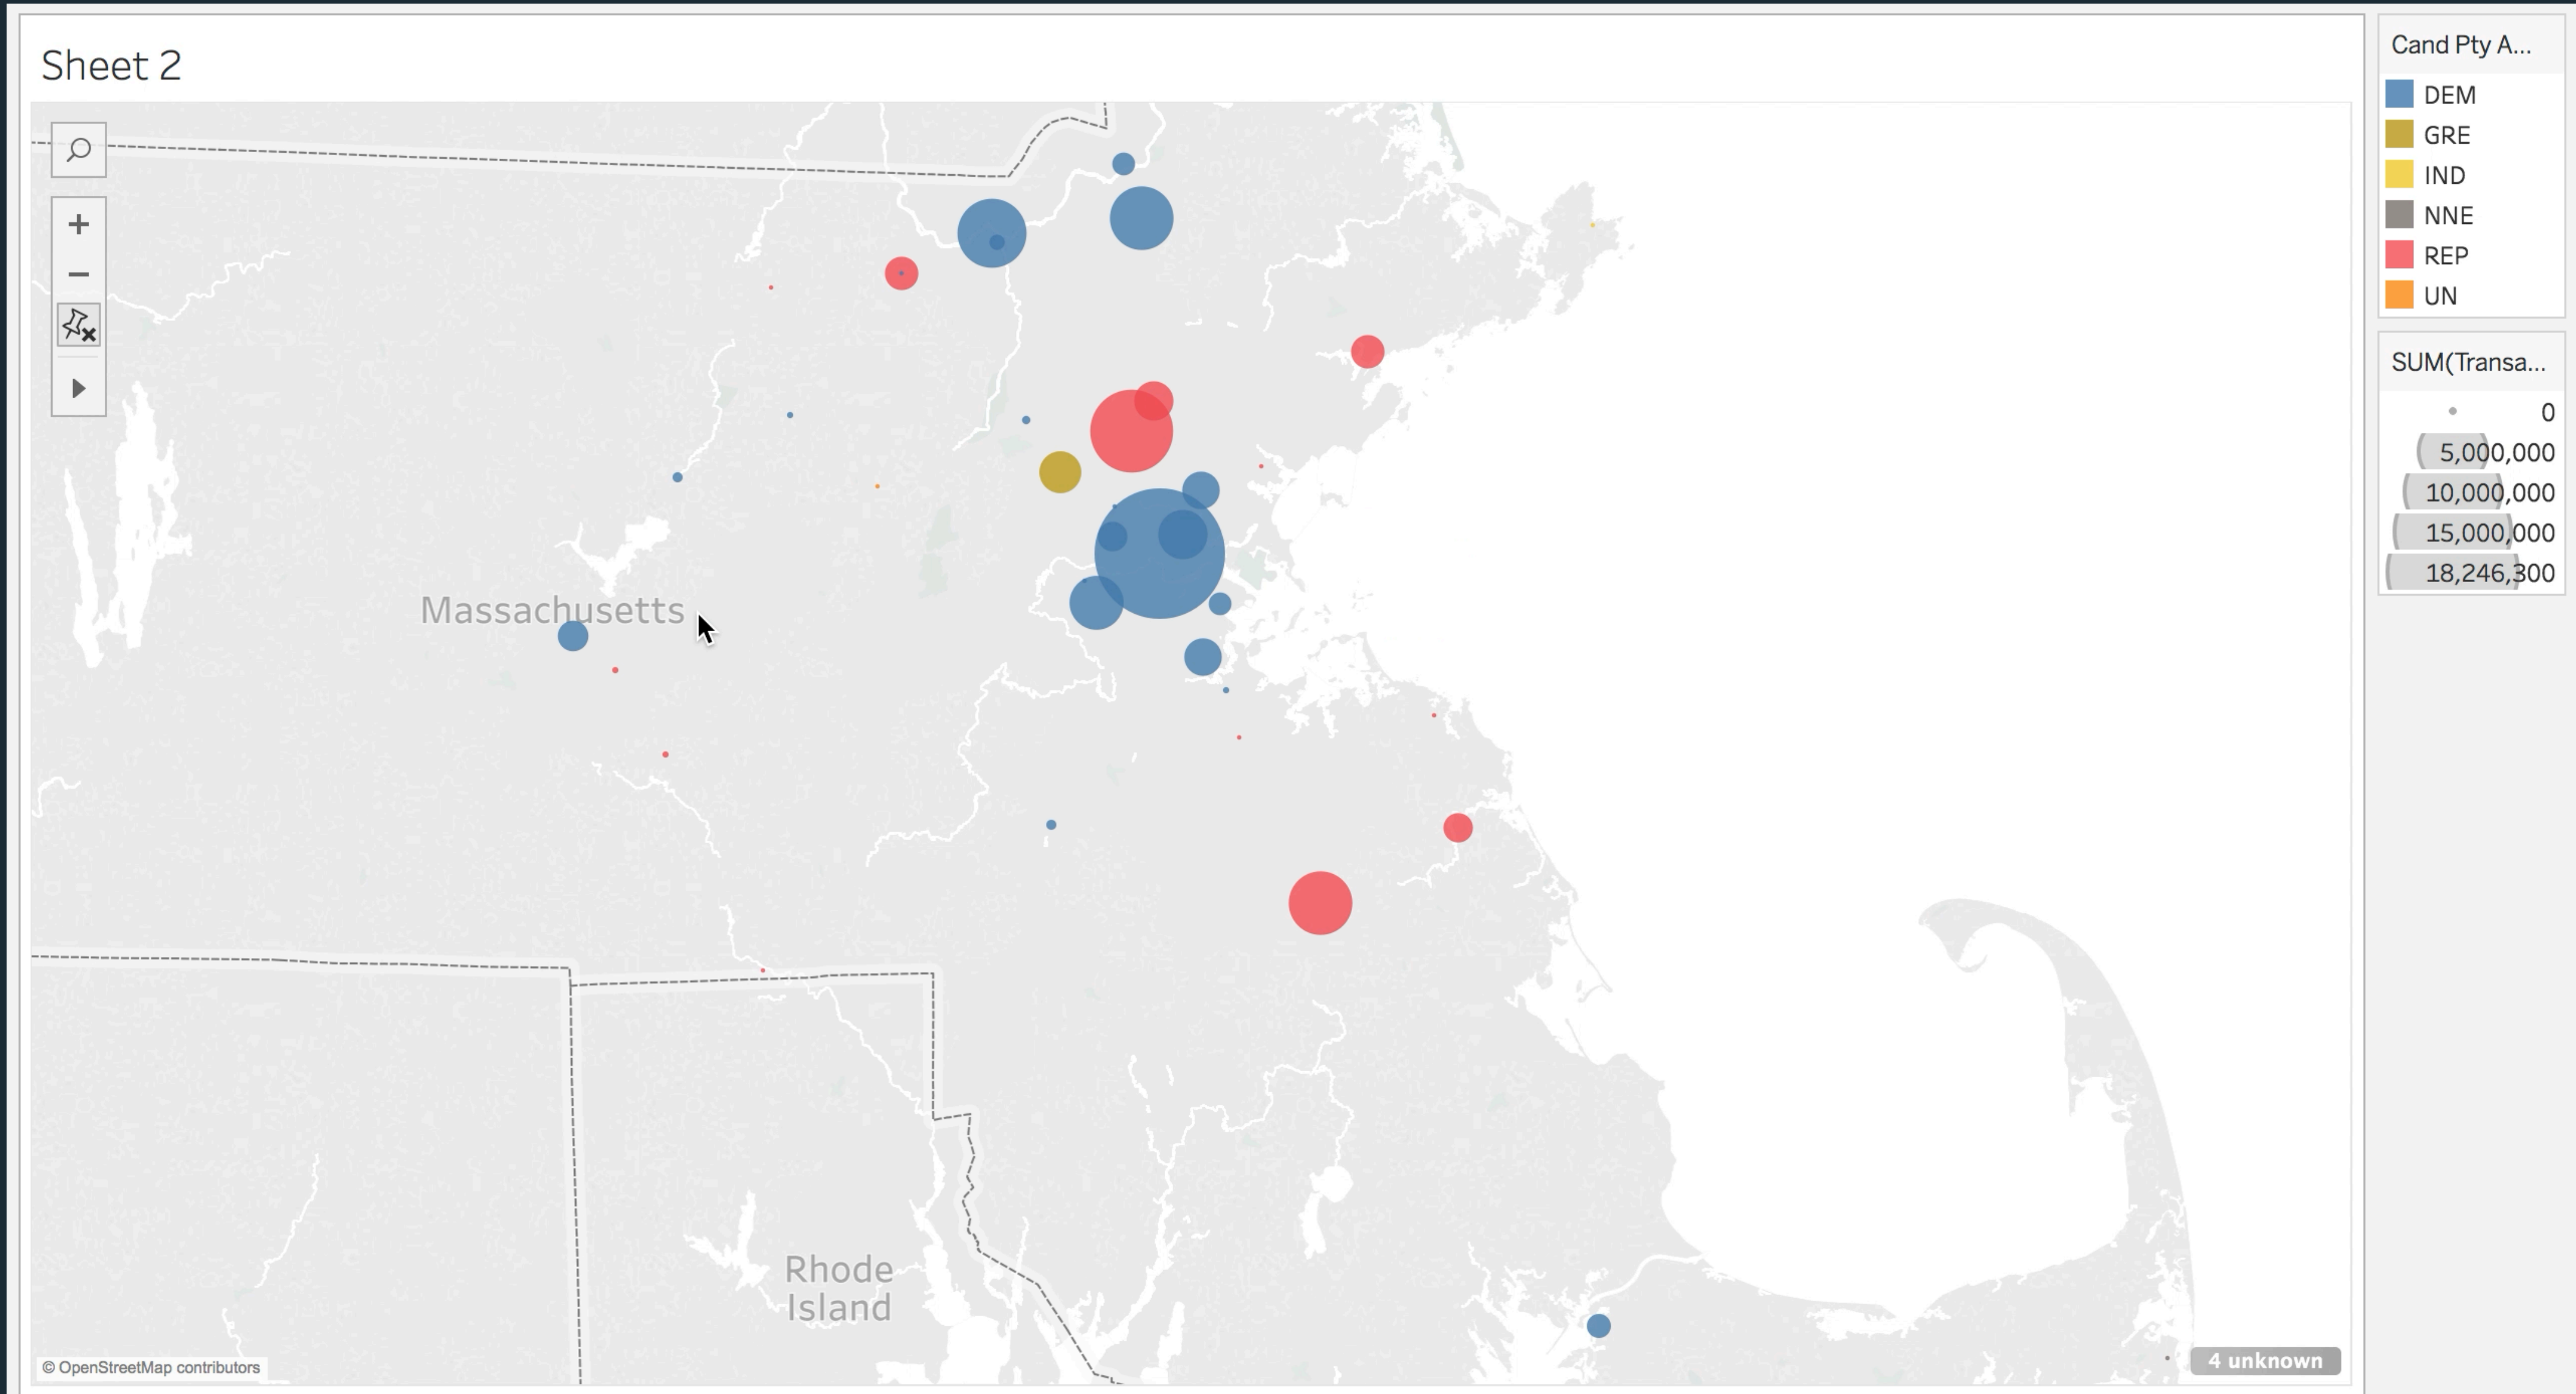 Sheet 2
Massachusetts
Rhode
Island
© OpenStreetMap contributors
4 unknown
Cand Pty A...
DEM
GRE
IND
NNE
REP
UN
SUM(Transa...
0
5,000,000
10,000,000
15,000,000
18,246,300